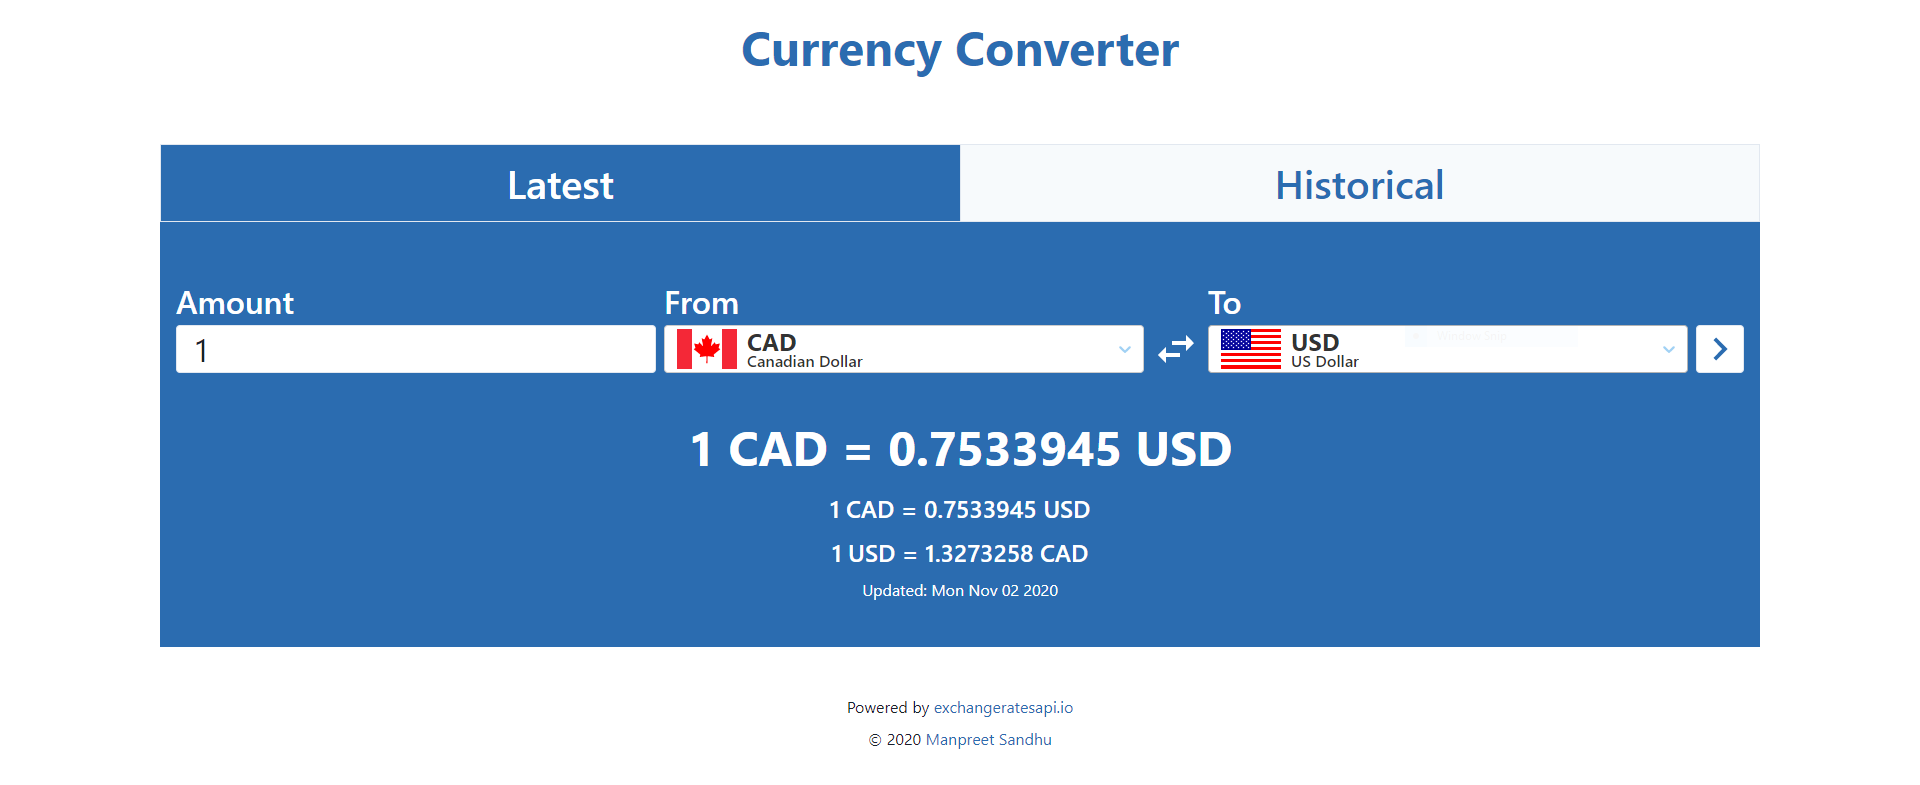 Currency Converter
Latest
Historical
Amount
From
To
1
CAD
Canadian Dollar
USD
US Dollar
1 CAD = 0.7533945 USD
1 CAD = 0.7533945 USD
1 USD = 1.3273258 CAD
Updated: Mon Nov 02 2020
Powered by exchangeratesapi.io
© 2020 Manpreet Sandhu